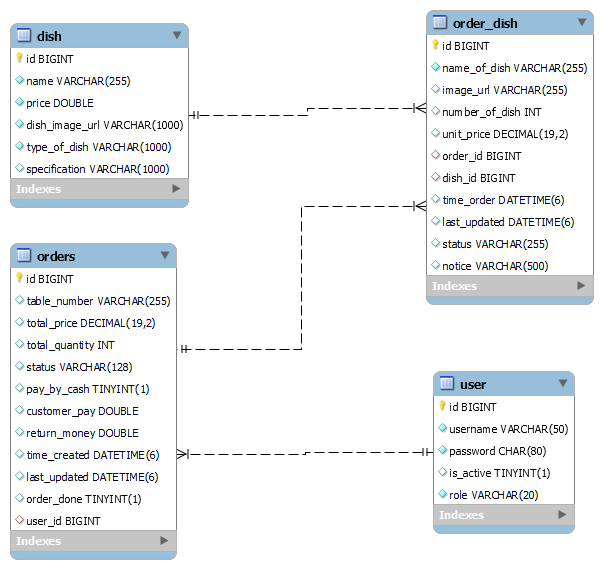 dish
id BIGINT
name VARCHAR(255)
price DOUBLE
dish_image_url VARCHAR(1000)
type_of_dish VARCHAR(1000)
specification VARCHAR(1000)
Indexes
order_dish
id BIGINT
name_of_dish VARCHAR(255)
image_url VARCHAR(255)
number_of_dish INT
unit_price DECIMAL(19,2)
order_id BIGINT
dish_id BIGINT
time_order DATETIME(6)
last_updated DATETIME(6)
status VARCHAR(255)
notice VARCHAR(500)
Indexes
orders
id BIGINT
table_number VARCHAR(255)
total_price DECIMAL(19,2)
total_quantity INT
status VARCHAR(128)
pay_by_cash TINYINT(1)
customer_pay DOUBLE
return_money DOUBLE
time_created DATETIME(6)
last_updated DATETIME(6)
order_done TINYINT(1)
user_id BIGINT
Indexes
user
id BIGINT
username VARCHAR(50)
password CHAR(80)
is_active TINYINT(1)
role VARCHAR(20)
Indexes